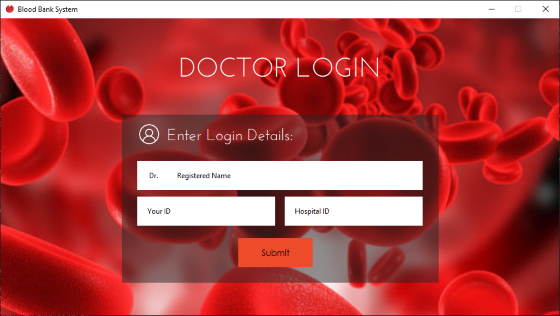 Blood Bank System
DOCTOR LOGIN
Enter Login Details:
Dr. Registered Name
Your ID Hospital ID
Submit